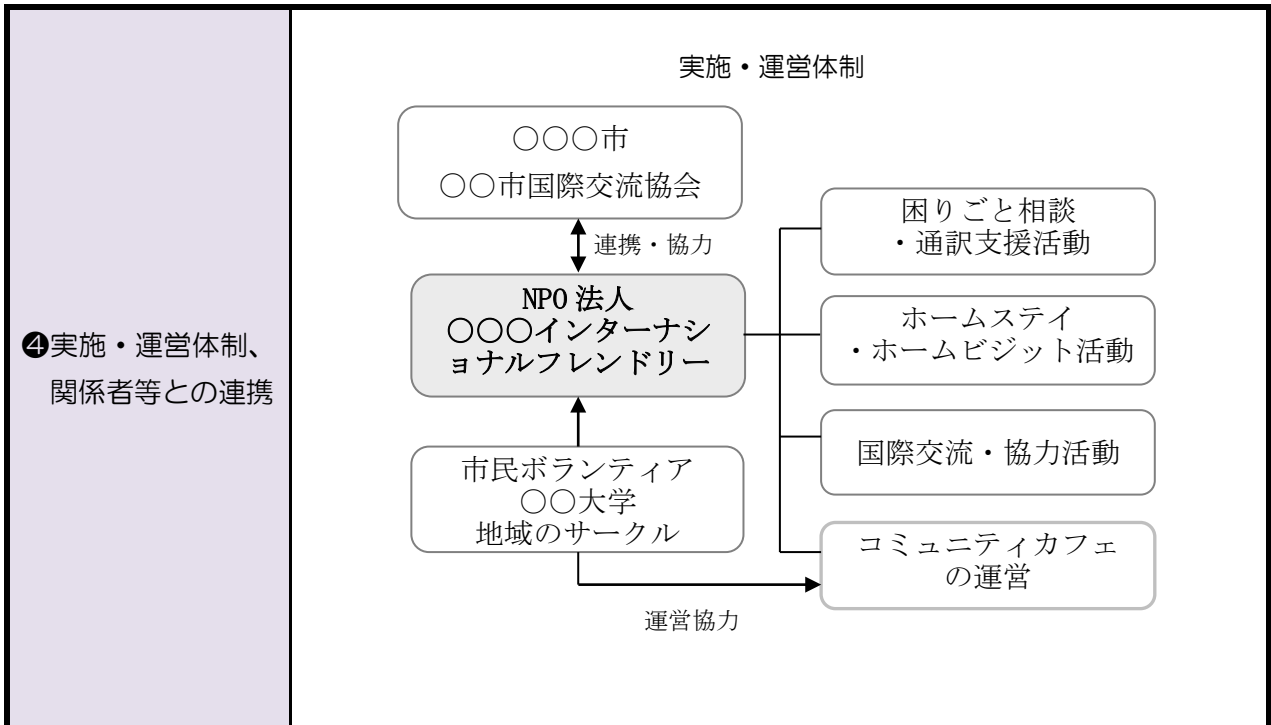 ❹実施・運営体制、
関係者等との連携
実施・運営体制
○○○市
○○市国際交流協会
連携・協力
NPO 法人
○○○インターナシ
ョナルフレンドリー
市民ボランティア
○○大学
地域のサークル
運営協力
困りごと相談
・通訳支援活動
ホームステイ
・ホームビジット活動
国際交流・協力活動
コミュニティカフェ
の運営